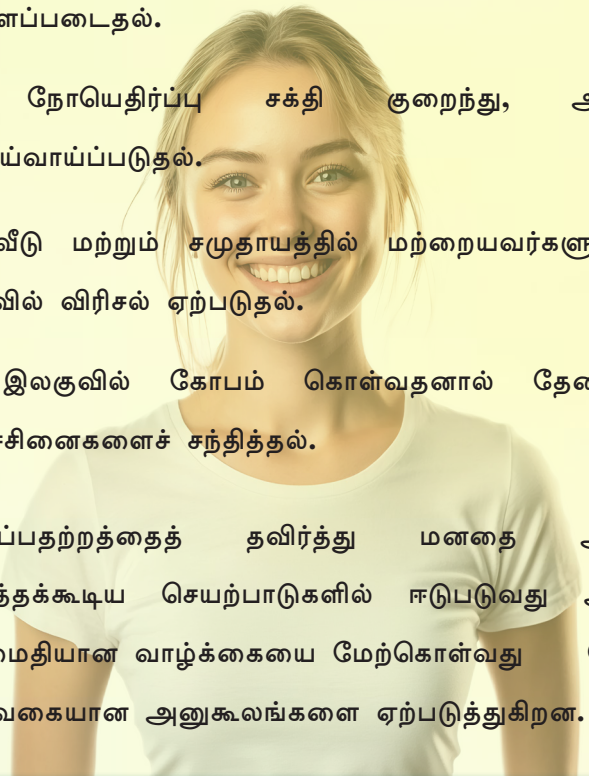 ளப்படைதல்.
நோயெதிர்ப்பு சக்தி குறைந்து,
ய்வாய்ப்படுதல்.
வீடு மற்றும் சமுதாயத்தில் மற்றையவர்களு
வில் விரிசல் ஏற்படுதல்.
இலகுவில் கோபம் கொள்வதனால் தே
சினைகளைச் சந்தித்தல்.
ப்பதற்றத்தைத் தவிர்த்து மனதை
த்தக்கூடிய செயற்பாடுகளில் ஈடுபடுவது
மைதியான வாழ்க்கையை மேற்கொள்வது
வகையான அனுகூலங்களை ஏற்படுத்துகிறன.